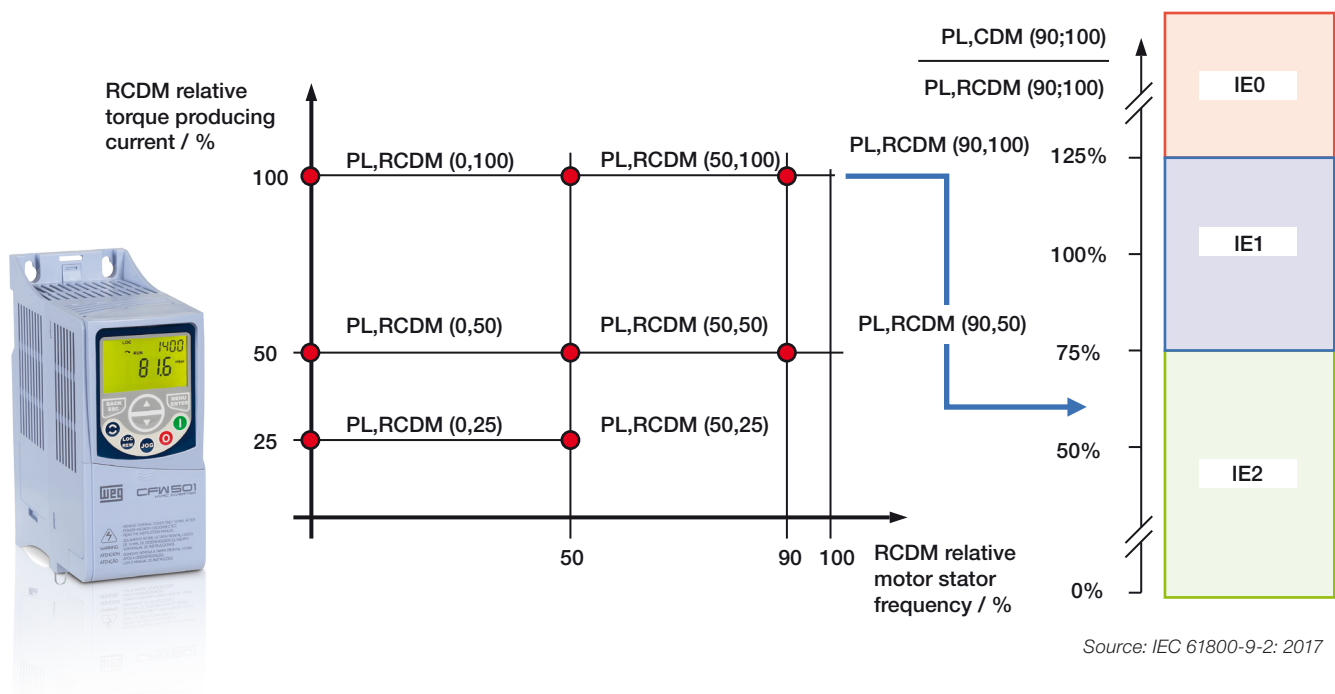 PL,CDM (90;100)
PL,RCDM (90;100)
IE0
RCDM relative
torque producing
current / %
PL,RCDM (0,100)
PL,RCDM (50,100)
PL,RCDM (90,100)
125%
100
100%
IE1
PL,RCDM (0,50)
PL,RCDM (50,50)
PL,RCDM (90,50)
50
75%
PL,RCDM (0,25)
PL,RCDM (50,25)
25
50%
IE2
50
90
100
RCDM relative
motor stator
frequency / %
0%
Source: IEC 61800-9-2: 2017
LOC
RUN
1400
81.6
BACK
ESC
MENU
ENTER
LOC
REM
JOG
O
I
WEG
CFW501
WARNING